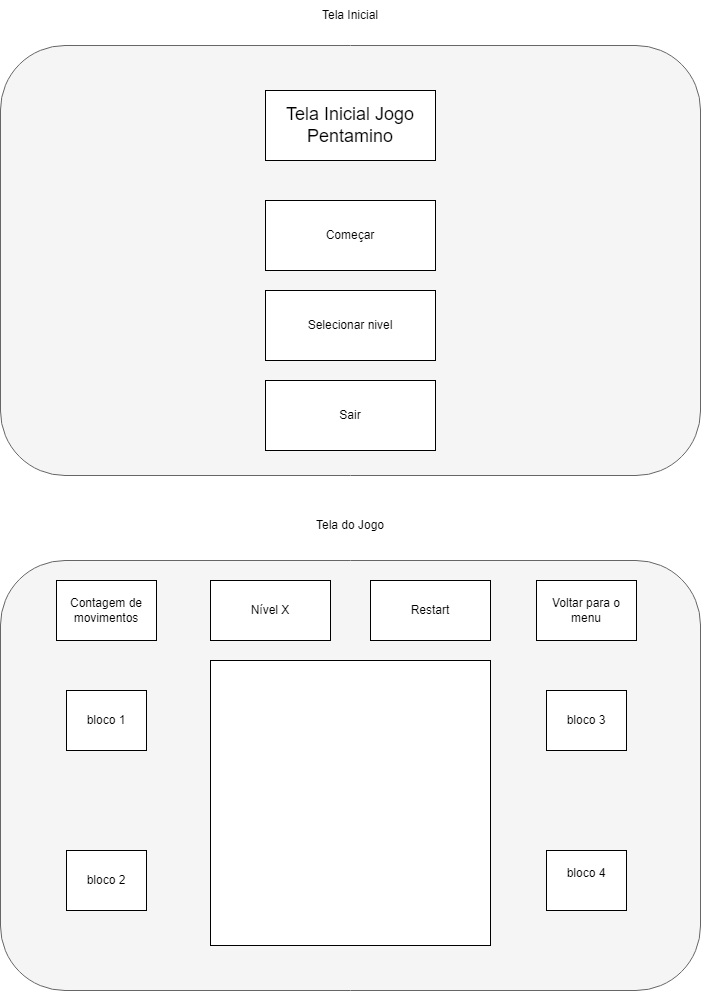 Tela Inicial
Tela Inicial Jogo
Pentamino
Começar
Selecionar nivel
Sair
Tela do Jogo
Contagem de
movimentos
Nível X
Restart
Voltar para o
menu
bloco 1
bloco 3
bloco 2
bloco 4